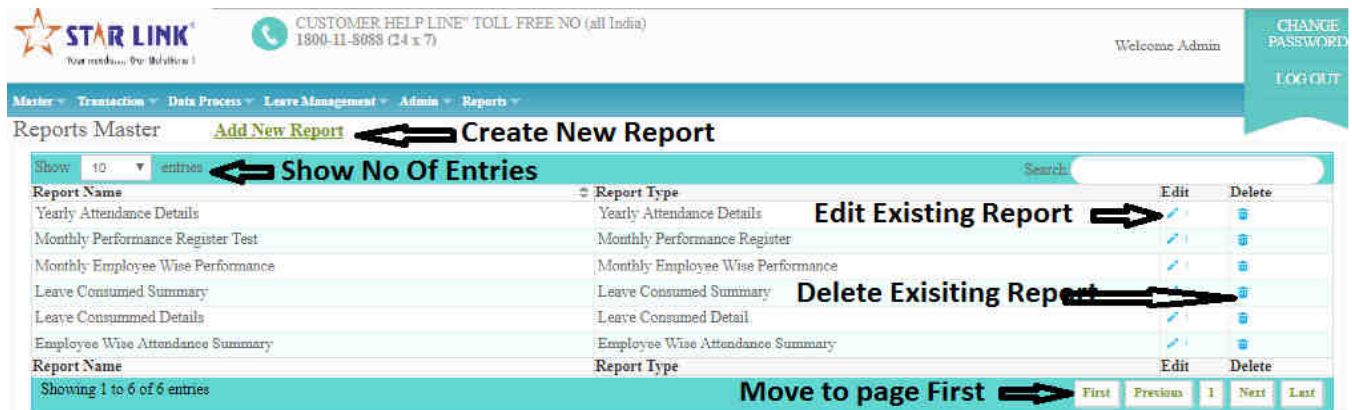 STAR LINK
CUSTOMER HELP LINE" TOLL FREE NO (all India)
1800-11-8088 (24 x 7)
Welcome Admin
CHANGE
PASSWORD
LOG OUT
Master Transaction Data Process Leave Management Admin Reports
Reports Master Add New Report Create New Report
Show 10 entries Show No Of Entries Search:
Report Name Report Type Edit Delete
Yearly Attendance Details Yearly Attendance Details Edit Existing Report
Monthly Performance Register Test Monthly Performance Register
Monthly Employee Wise Performance Monthly Employee Wise Performance
Leave Consumed Summary Leave Consumed Summary Delete Exisiting Report
Leave Consummed Details Leave Consumed Detail
Employee Wise Attendance Summary Employee Wise Attendance Summary
Report Name Report Type Edit Delete
Showing 1 to 6 of 6 entries Move to page First First Previous 1 Next Last